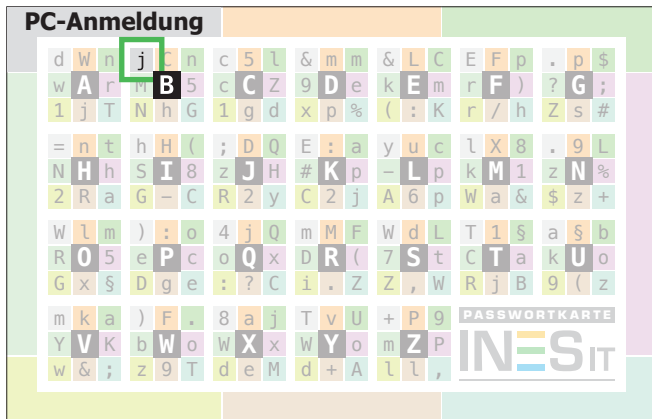 PC-Anmeldung
d W n j C n c 5 l & m m & L C E F p . p $
w A r M B 5 c C Z 9 D e k E m r F ) ? G ;
1 j T N h G 1 g d x p % ( : K r / h Z s #
= n t h H ( ; D Q E : a y u c l X 8 . 9 L
N H h S I 8 z J H # K p – L p k M 1 z N %
2 R a G – C R 2 y C 2 j A 6 p W a & $ z +
W l m ) : o 4 j Q m M F W d L T 1 § a § b
R O 5 e P c o Q x D R ( 7 S t C T a k U o
G x § D g e : ? C i . Z Z , W R j B 9 ( z
m k a ) F . 8 a j T v U + P 9 PASSWORTKARTE
Y V K b W o W X x W Y o m Z P INES IT
w & ; z 9 T d e M d + A l l ,